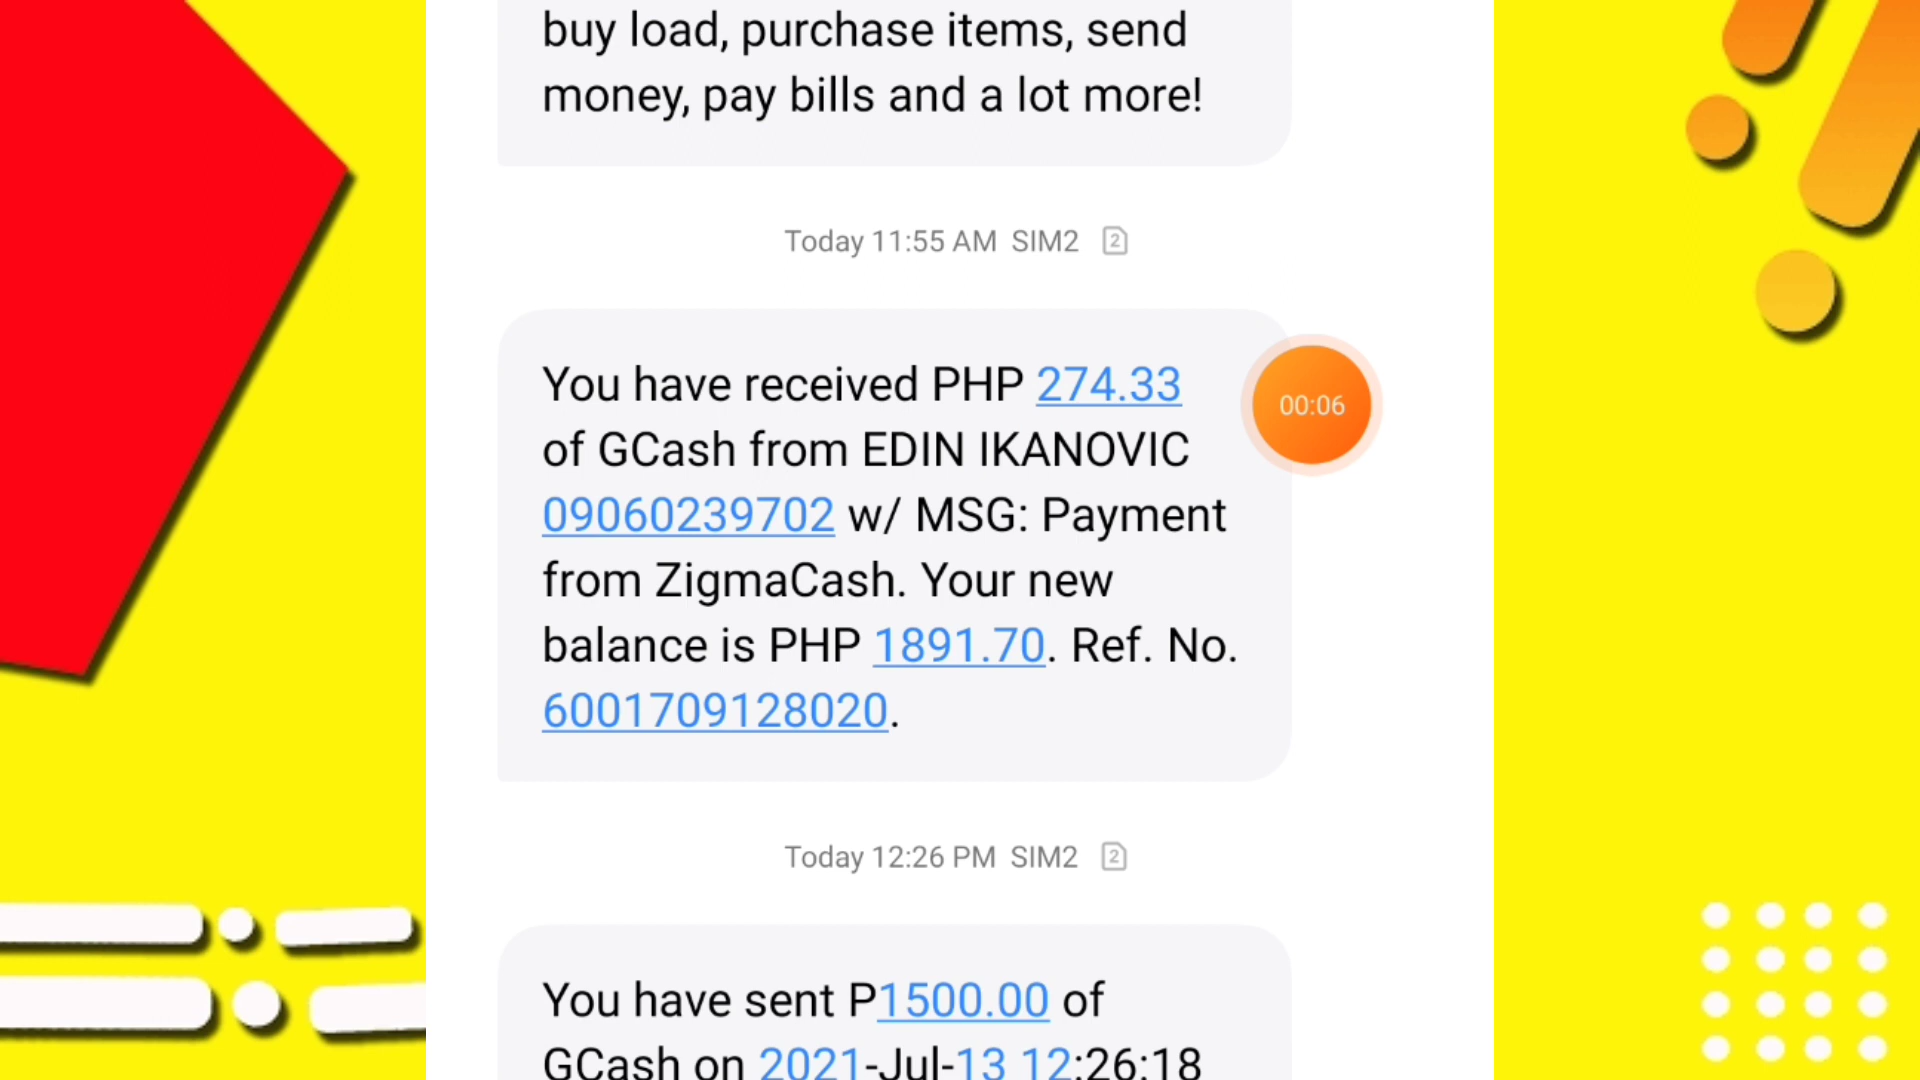 buy load, purchase items, send
money, pay bills and a lot more!
Today 11:55 AM SIM2 2
You have received PHP 274.33
of GCash from EDIN IKANOVIC
09060239702 w/ MSG: Payment
from ZigmaCash. Your new
balance is PHP 1891.70. Ref. No.
6001709128020.
00:06
Today 12:26 PM SIM2 2
You have sent P1500.00 of
GCash on 2021-Jul-13 12:26:18